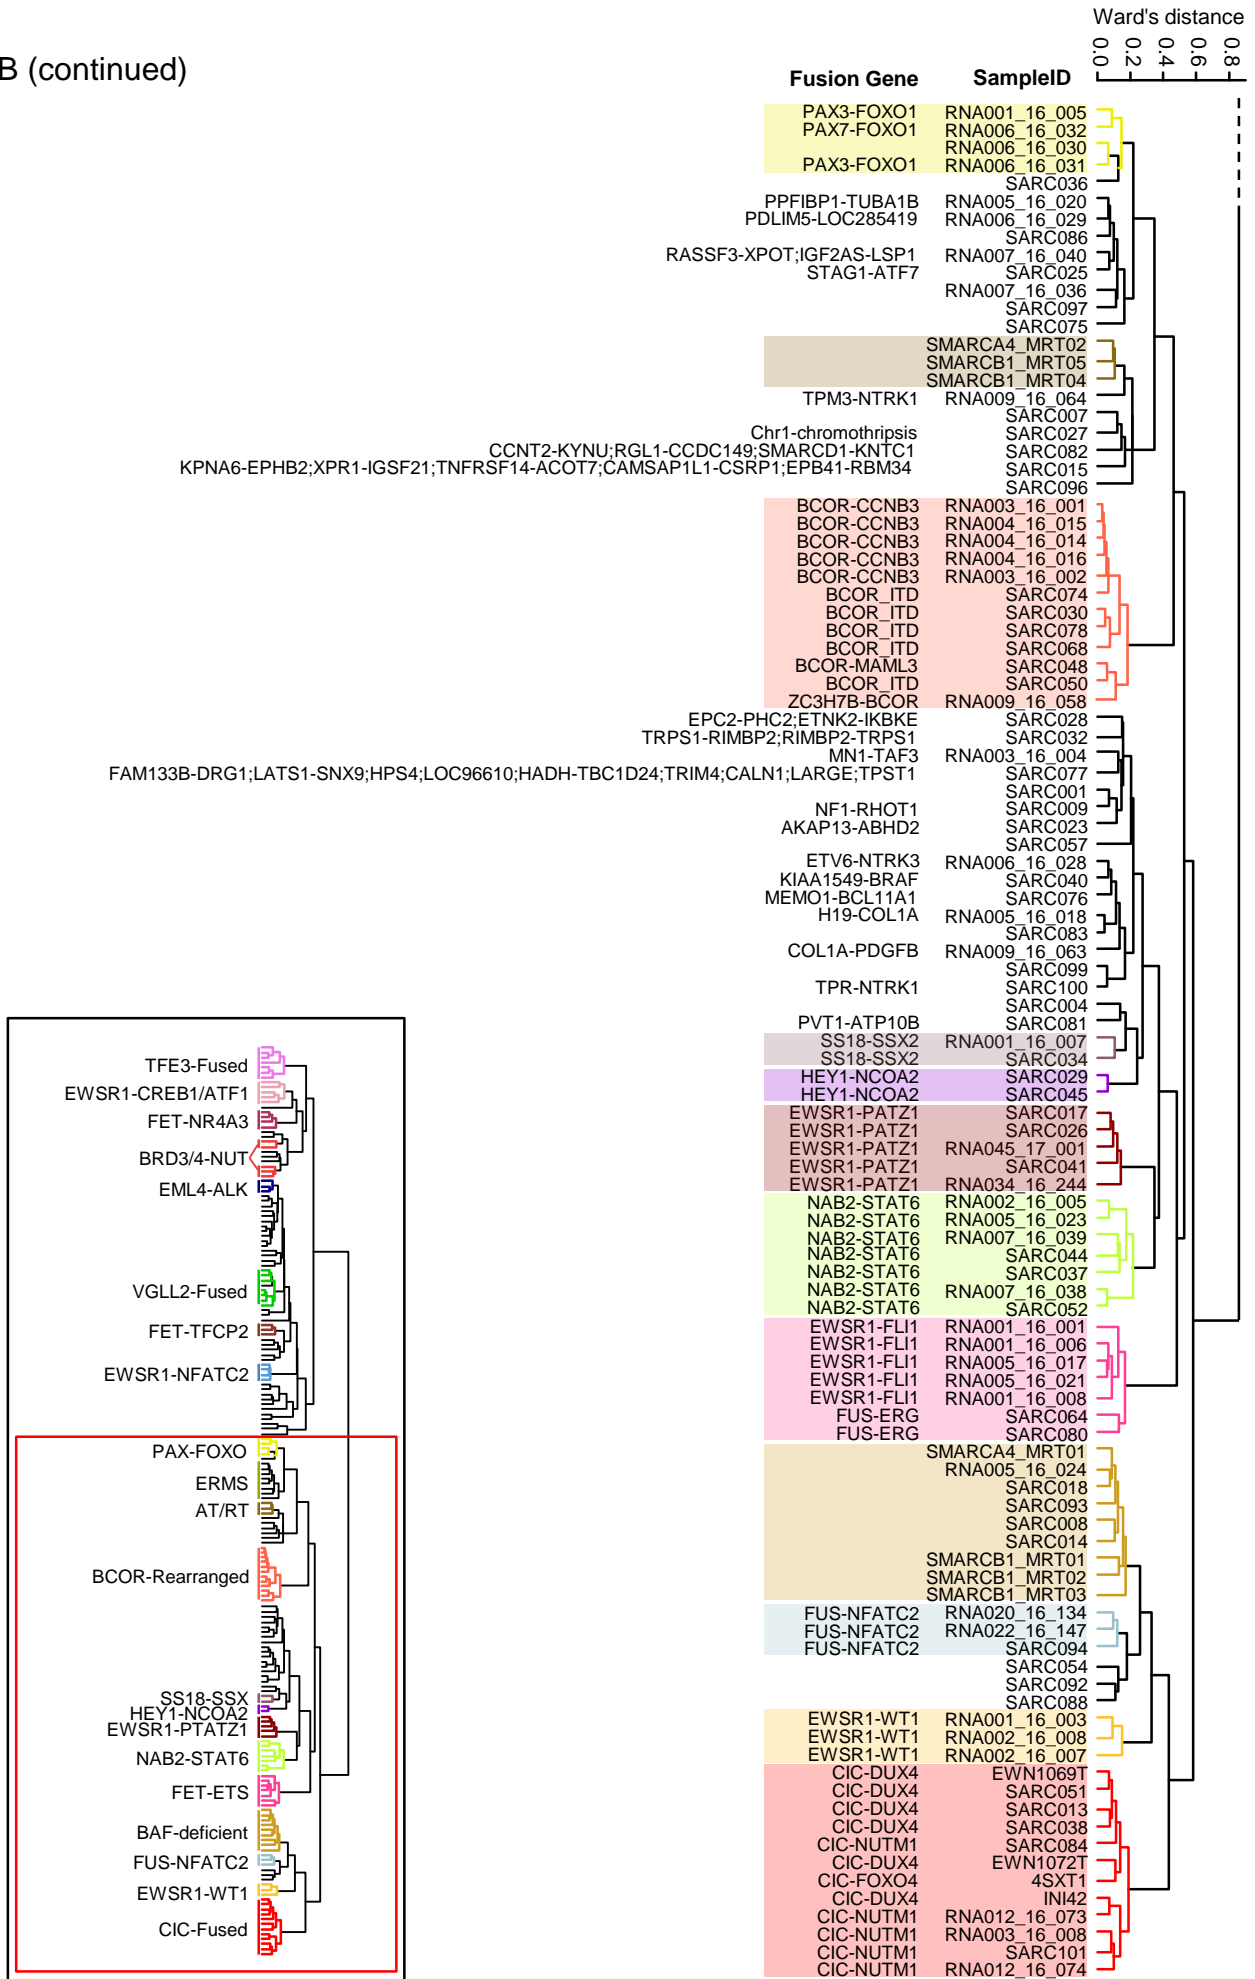 Ward's distance
0.0 0.2 0.4 0.6 0.8
B (continued)
Fusion Gene SampleID
PAX3-FOXO1 RNA001_16_005
PAX7-FOXO1 RNA006_16_032
RNA006_16_030
PAX3-FOXO1 RNA006_16_031
SARC036
PPFIBP1-TUBA1B RNA005_16_020
PDLIM5-LOC285419 RNA006_16_029
SARC086
RASSF3-XPOT;IGF2AS-LSP1 RNA007_16_040
STAG1-ATF7 SARC025
RNA007_16_036
SARC097
SARC075
SMARCA4_MRT02
SMARCB1_MRT05
SMARCB1_MRT04
TPM3-NTRK1 RNA009_16_064
SARC007
Chr1-chromothripsis SARC027
CCNT2-KYNU;RGL1-CCDC149;SMARCD1-KNTC1 SARC082
KPNA6-EPHB2;XPR1-IGSF21;TNFRSF14-ACOT7;CAMSAP1L1-CSRP1;EPB41-RBM34 SARC015
SARC096
BCOR-CCNB3 RNA003_16_001
BCOR-CCNB3 RNA004_16_015
BCOR-CCNB3 RNA004_16_014
BCOR-CCNB3 RNA004_16_016
BCOR-CCNB3 RNA003_16_002
BCOR_ITD SARC074
BCOR_ITD SARC030
BCOR_ITD SARC078
BCOR_ITD SARC068
BCOR-MAML3 SARC048
BCOR_ITD SARC050
ZC3H7B-BCOR RNA009_16_058
EPC2-PHC2;ETNK2-IKBKE SARC028
TRPS1-RIMBP2;RIMBP2-TRPS1 SARC032
MN1-TAF3 RNA003_16_004
FAM133B-DRG1;LATS1-SNX9;HPS4;LOC96610;HADH-TBC1D24;TRIM4;CALN1;LARGE;TPST1 SARC077
SARC001
NF1-RHOT1 SARC009
AKAP13-ABHD2 SARC023
SARC057
ETV6-NTRK3 RNA006_16_028
KIAA1549-BRAF SARC040
MEMO1-BCL11A1 SARC076
H19-COL1A RNA005_16_018
SARC083
COL1A-PDGFB RNA009_16_063
SARC099
TPR-NTRK1 SARC100
SARC004
PVT1-ATP10B SARC081
SS18-SSX2 RNA001_16_007
SS18-SSX2 SARC034
HEY1-NCOA2 SARC029
HEY1-NCOA2 SARC045
EWSR1-PATZ1 SARC017
EWSR1-PATZ1 SARC026
EWSR1-PATZ1 RNA045_17_001
EWSR1-PATZ1 SARC041
EWSR1-PATZ1 RNA034_16_244
NAB2-STAT6 RNA002_16_005
NAB2-STAT6 RNA005_16_023
NAB2-STAT6 RNA007_16_039
NAB2-STAT6 SARC044
NAB2-STAT6 SARC037
NAB2-STAT6 RNA007_16_038
NAB2-STAT6 SARC052
EWSR1-FLI1 RNA001_16_001
EWSR1-FLI1 RNA001_16_006
EWSR1-FLI1 RNA005_16_017
EWSR1-FLI1 RNA005_16_021
EWSR1-FLI1 RNA001_16_008
FUS-ERG SARC064
FUS-ERG SARC080
SMARCA4_MRT01
RNA005_16_024
SARC018
SARC093
SARC008
SARC014
SMARCB1_MRT01
SMARCB1_MRT02
SMARCB1_MRT03
FUS-NFATC2 RNA020_16_134
FUS-NFATC2 RNA022_16_147
FUS-NFATC2 SARC094
SARC054
SARC092
SARC088
EWSR1-WT1 RNA001_16_003
EWSR1-WT1 RNA002_16_008
EWSR1-WT1 RNA002_16_007
CIC-DUX4 EWN1069T
CIC-DUX4 SARC051
CIC-DUX4 SARC013
CIC-DUX4 SARC038
CIC-NUTM1 SARC084
CIC-DUX4 EWN1072T
CIC-FOXO4 4SXT1
CIC-DUX4 INI42
CIC-NUTM1 RNA012_16_073
CIC-NUTM1 RNA003_16_008
CIC-NUTM1 SARC101
CIC-NUTM1 RNA012_16_074
TFE3-Fused
EWSR1-CREB1/ATF1
FET-NR4A3
BRD3/4-NUT
EML4-ALK
VGLL2-Fused
FET-TFCP2
EWSR1-NFATC2
PAX-FOXO
ERMS
AT/RT
BCOR-Rearranged
SS18-SSX
HEY1-NCOA2
EWSR1-PTATZ1
NAB2-STAT6
FET-ETS
BAF-deficient
FUS-NFATC2
EWSR1-WT1
CIC-Fused